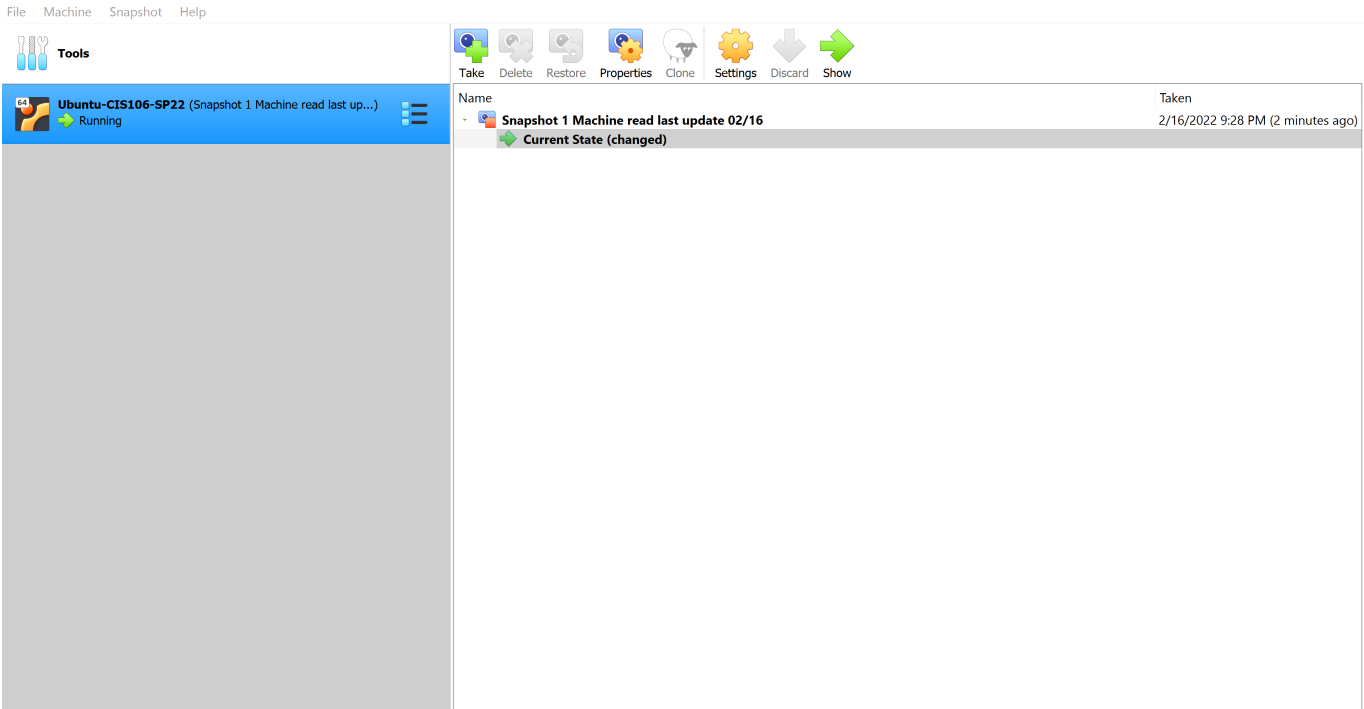 File Machine Snapshot Help
Tools
Take Delete Restore Properties Clone Settings Discard Show
64
Ubuntu-CIS106-SP22 (Snapshot 1 Machine read last up...)
Running
Name Taken
Snapshot 1 Machine read last update 02/16 2/16/2022 9:28 PM (2 minutes ago)
Current State (changed)